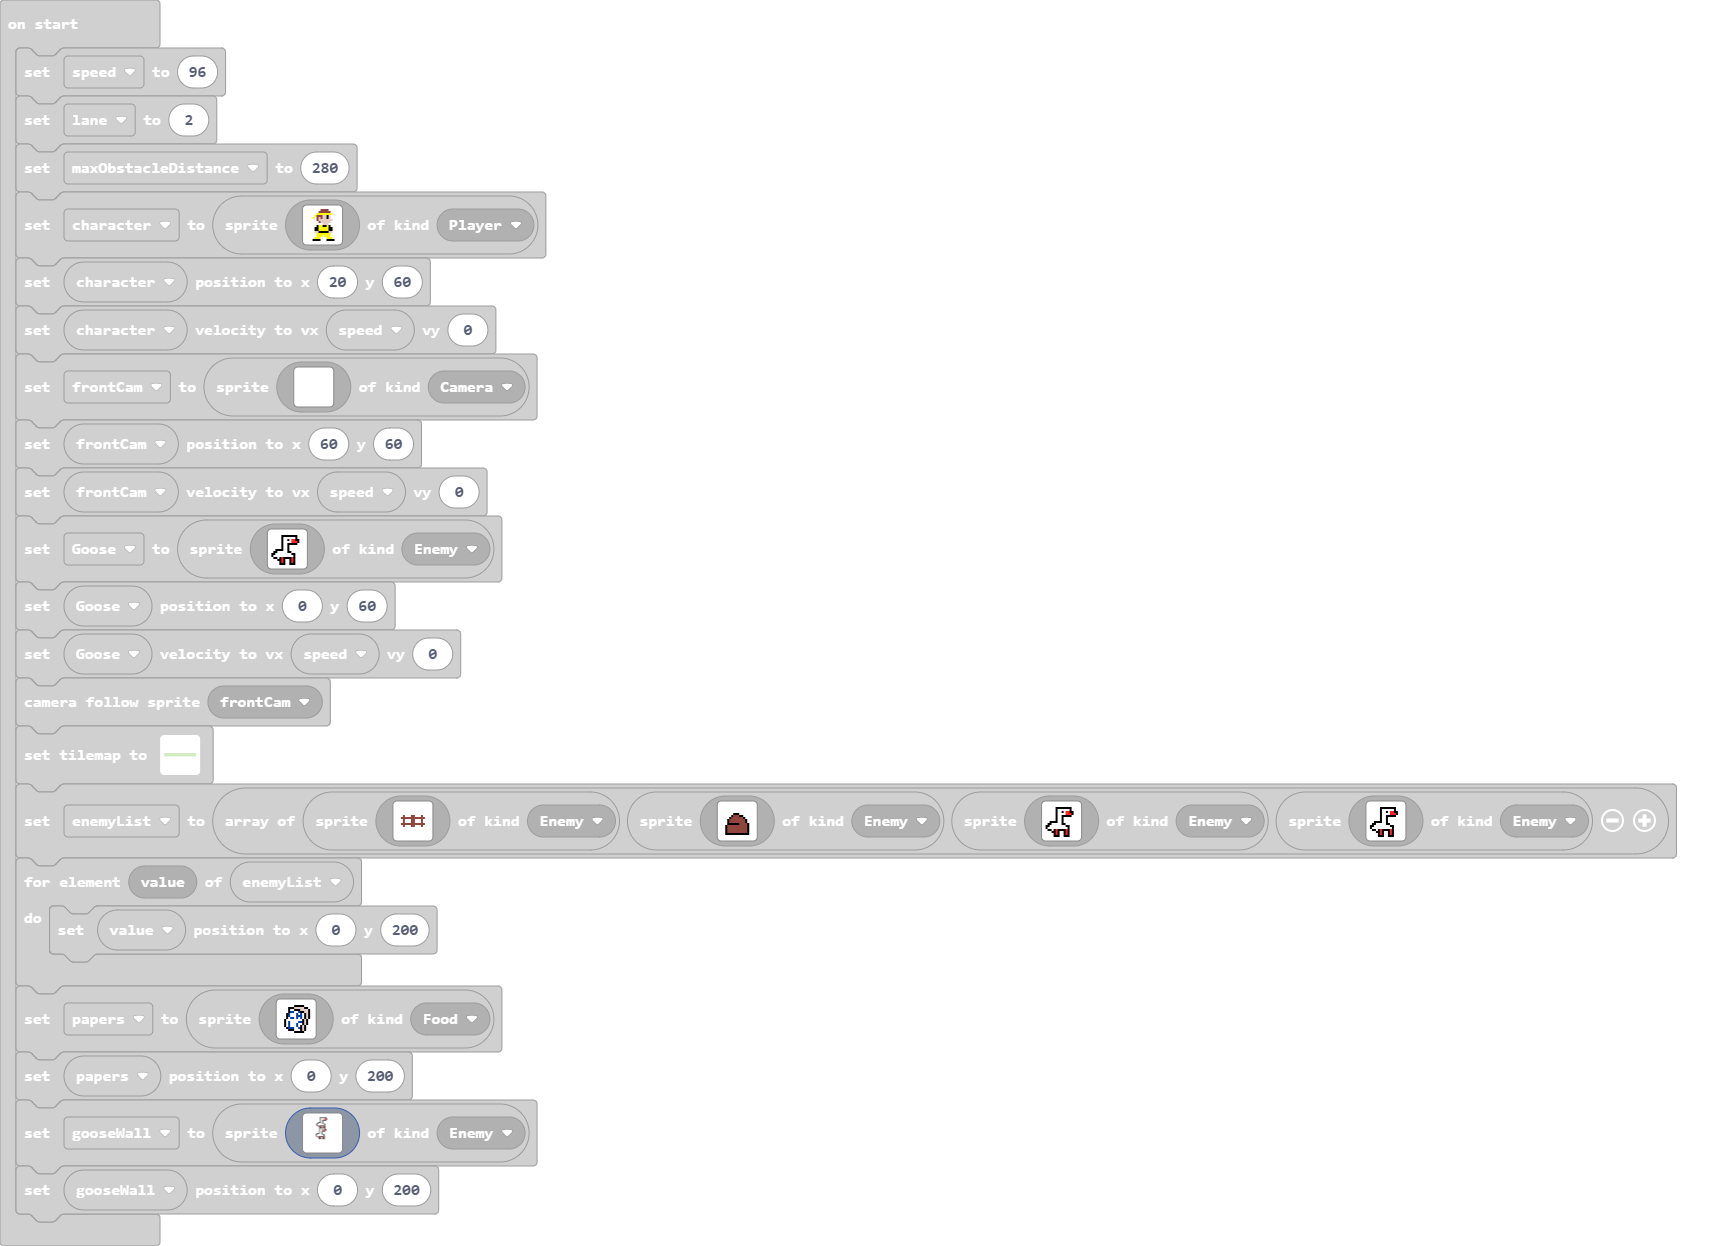 on start
set speed to 96
set lane to 2
set maxObstacleDistance to 280
set character to sprite of kind Player
set character position to x 20 y 60
set character velocity to vx speed vy 0
set frontCam to sprite of kind Camera
set frontCam position to x 60 y 60
set frontCam velocity to vx speed vy 0
set Goose to sprite of kind Enemy
set Goose position to x 0 y 60
set Goose velocity to vx speed vy 0
camera follow sprite frontCam
set tilemap to
set enemyList to array of sprite of kind Enemy sprite of kind Enemy sprite of kind Enemy sprite of kind Enemy
for element value of enemyList
do
set value position to x 0 y 200
set papers to sprite of kind Food
set papers position to x 0 y 200
set gooseWall to sprite of kind Enemy
set gooseWall position to x 0 y 200